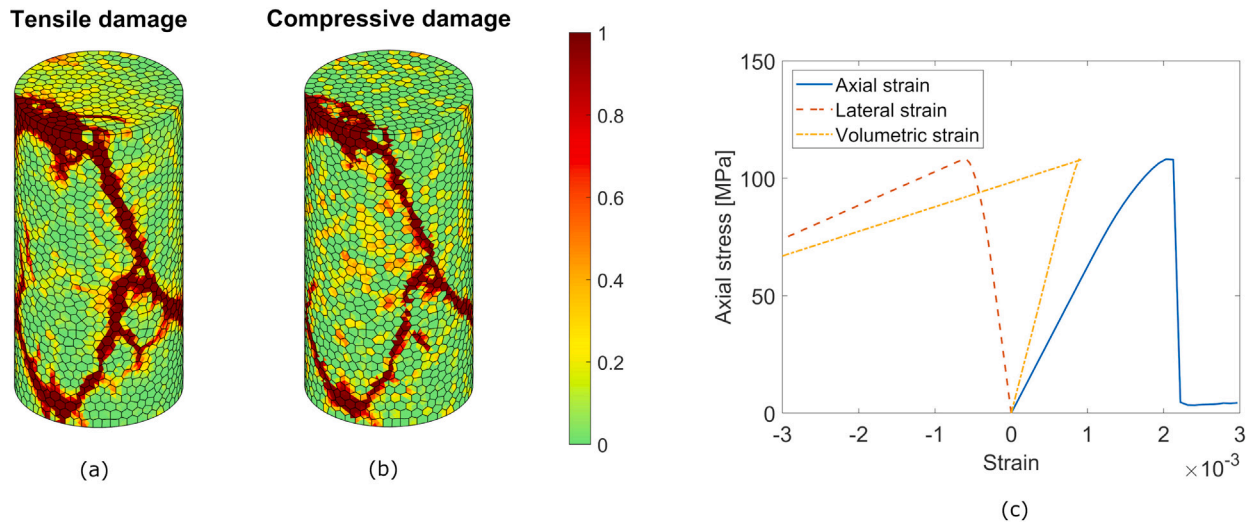 Tensile damage
Compressive damage
1
0.8
0.6
0.4
0.2
0
(a)
(b)
150
100
50
0
Axial stress [MPa]
Axial strain
Lateral strain
Volumetric strain
-3 -2 -1 0 1 2 3
Strain
×10⁻³
(c)